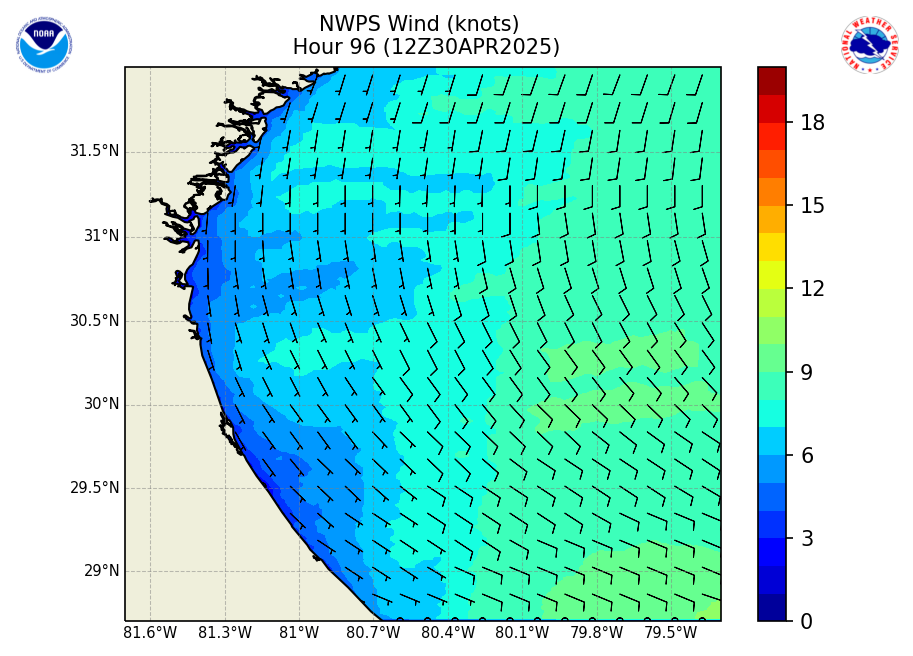 NWPS Wind (knots)
Hour 96 (12Z30APR2025)
NOAA
NATIONAL WEATHER SERVICE
31.5°N
31°N
30.5°N
30°N
29.5°N
29°N
81.6°W 81.3°W 81°W 80.7°W 80.4°W 80.1°W 79.8°W 79.5°W
18
15
12
9
6
3
0